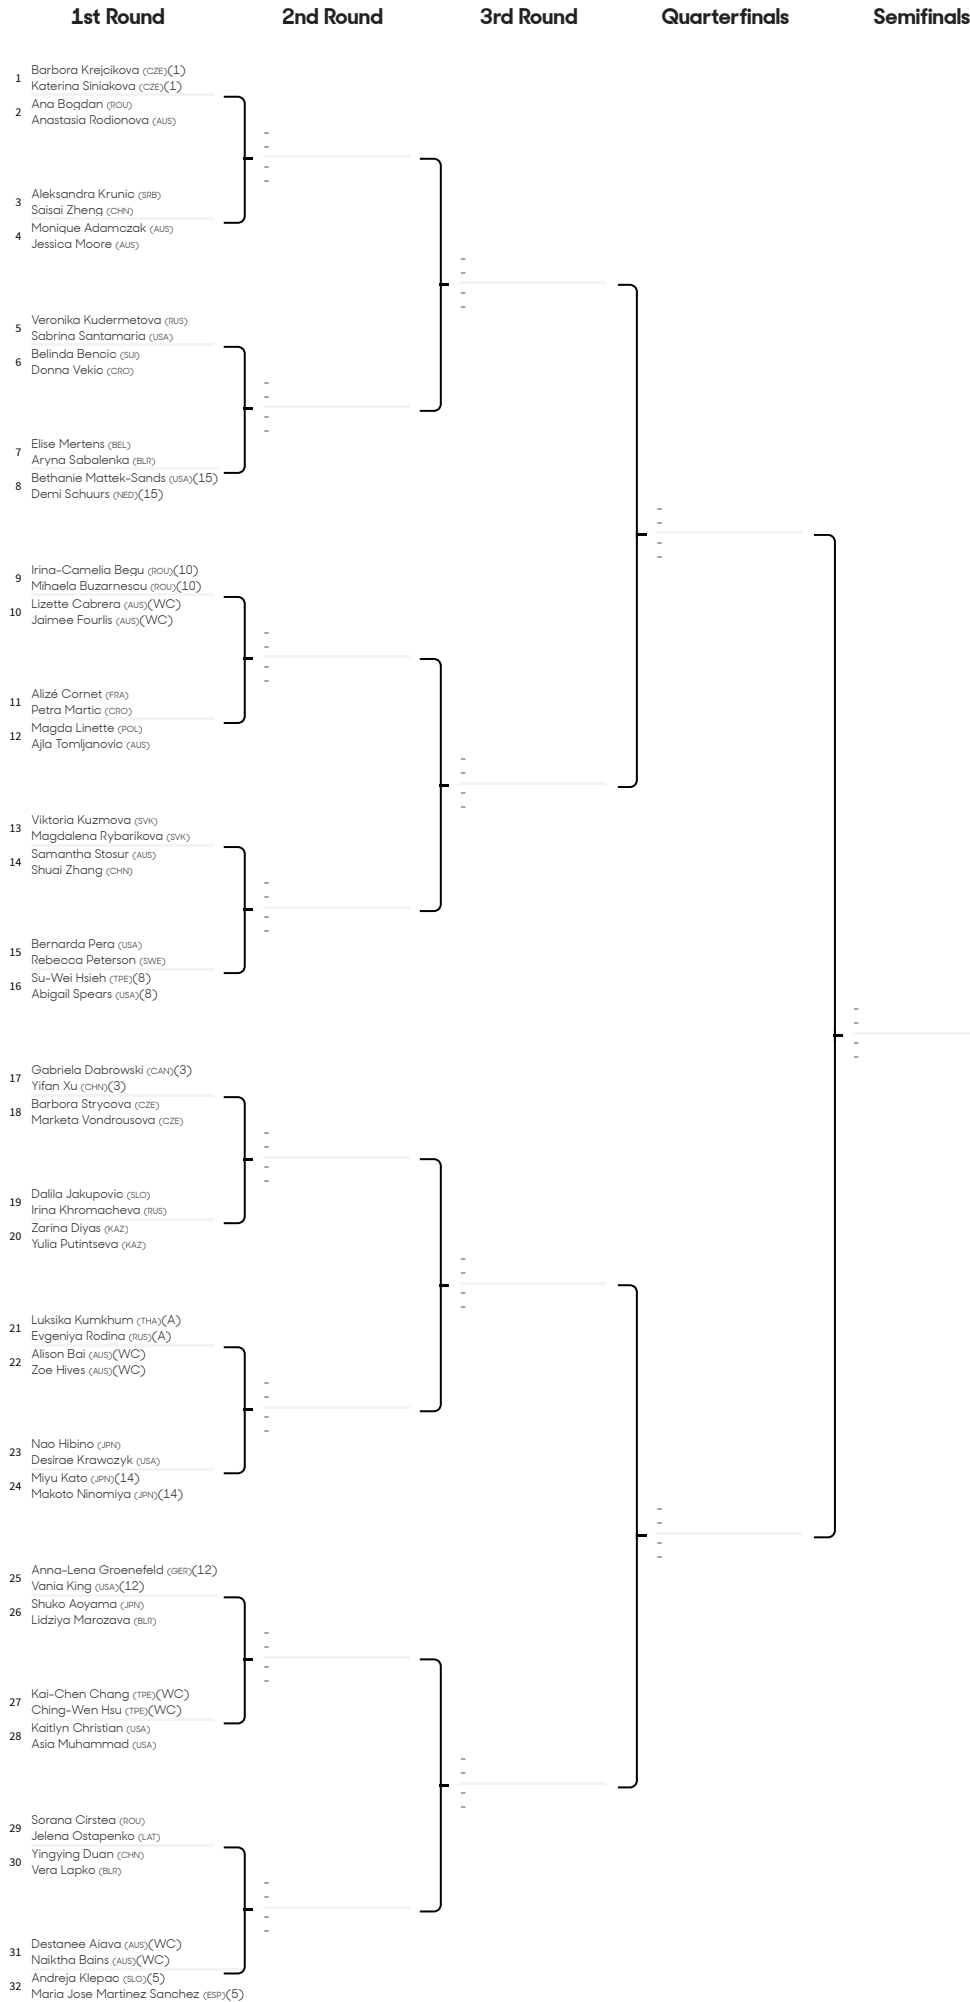 1st Round 2nd Round 3rd Round Quarterfinals Semifinals
1 Barbora Krejcikova (CZE)(1)
Katerina Siniakova (CZE)(1)
2 Ana Bogdan (ROU)
Anastasia Rodionova (AUS)
3 Aleksandra Krunic (SRB)
Saisai Zheng (CHN)
4 Monique Adamczak (AUS)
Jessica Moore (AUS)
5 Veronika Kudermetova (RUS)
Sabrina Santamaria (USA)
6 Belinda Bencic (SUI)
Donna Vekic (CRO)
7 Elise Mertens (BEL)
Aryna Sabalenka (BLR)
8 Bethanie Mattek-Sands (USA)(15)
Demi Schuurs (NED)(15)
9 Irina-Camelia Begu (ROU)(10)
Mihaela Buzarnescu (ROU)(10)
10 Lizette Cabrera (AUS)(WC)
Jaimee Fourlis (AUS)(WC)
11 Alizé Cornet (FRA)
Petra Martic (CRO)
12 Magda Linette (POL)
Ajla Tomljanovic (AUS)
13 Viktoria Kuzmova (SVK)
Magdalena Rybarikova (SVK)
14 Samantha Stosur (AUS)
Shuai Zhang (CHN)
15 Bernarda Pera (USA)
Rebecca Peterson (SWE)
16 Su-Wei Hsieh (TPE)(8)
Abigail Spears (USA)(8)
17 Gabriela Dabrowski (CAN)(3)
Yifan Xu (CHN)(3)
18 Barbora Strycova (CZE)
Marketa Vondrousova (CZE)
19 Dalila Jakupovic (SLO)
Irina Khromacheva (RUS)
20 Zarina Diyas (KAZ)
Yulia Putintseva (KAZ)
21 Luksika Kumkhum (THA)(A)
Evgeniya Rodina (RUS)(A)
22 Alison Bai (AUS)(WC)
Zoe Hives (AUS)(WC)
23 Nao Hibino (JPN)
Desirae Krawczyk (USA)
24 Miyu Kato (JPN)(14)
Makoto Ninomiya (JPN)(14)
25 Anna-Lena Groenefeld (GER)(12)
Vania King (USA)(12)
26 Shuko Aoyama (JPN)
Lidziya Marozava (BLR)
27 Kai-Chen Chang (TPE)(WC)
Ching-Wen Hsu (TPE)(WC)
28 Kaitlyn Christian (USA)
Asia Muhammad (USA)
29 Sorana Cirstea (ROU)
Jelena Ostapenko (LAT)
30 Yingying Duan (CHN)
Vera Lapko (BLR)
31 Destanee Aiava (AUS)(WC)
Naiktha Bains (AUS)(WC)
32 Andreja Klepac (SLO)(5)
Maria Jose Martinez Sanchez (ESP)(5)